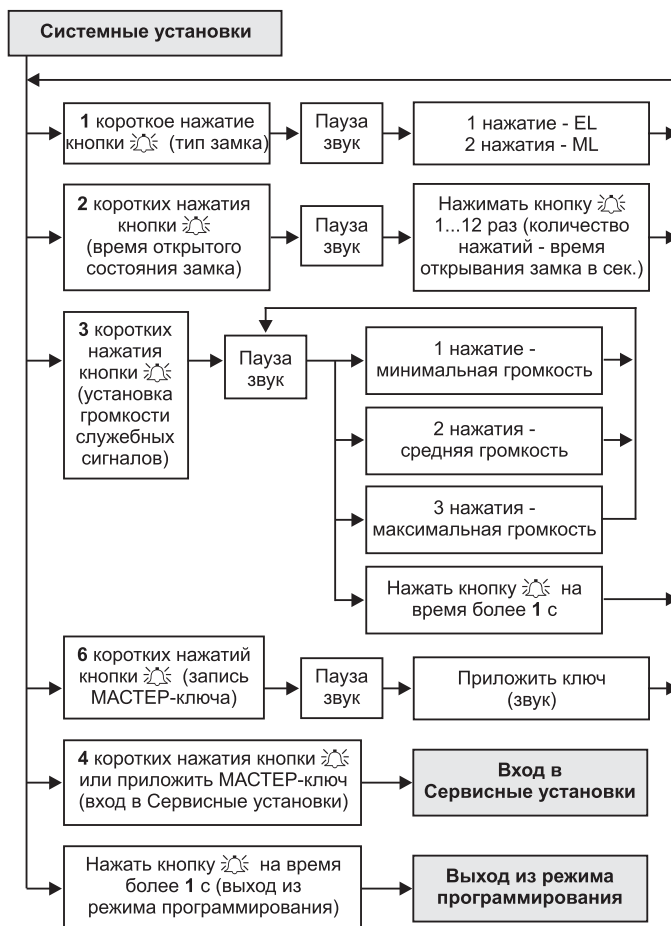 Системные установки
1 короткое нажатие
кнопки (тип замка)
Пауза
звук
1 нажатие - EL
2 нажатия - ML
2 коротких нажатия
кнопки
(время открытого
состояния замка)
Пауза
звук
Нажимать кнопку
1...12 раз (количество
нажатий - время
открывания замка в сек.)
3 коротких
нажатия
кнопки
(установка
громкости
служебных
сигналов)
Пауза
звук
1 нажатие -
минимальная громкость
2 нажатия -
средняя громкость
3 нажатия -
максимальная громкость
Нажать кнопку на
время более 1 с
6 коротких нажатий
кнопки (запись
МАСТЕР-ключа)
Пауза
звук
Приложить ключ
(звук)
4 коротких нажатия кнопки
или приложить МАСТЕР-ключ
(вход в Сервисные установки)
Вход в
Сервисные установки
Нажать кнопку на время
более 1 с (выход из
режима программирования)
Выход из режима
программирования